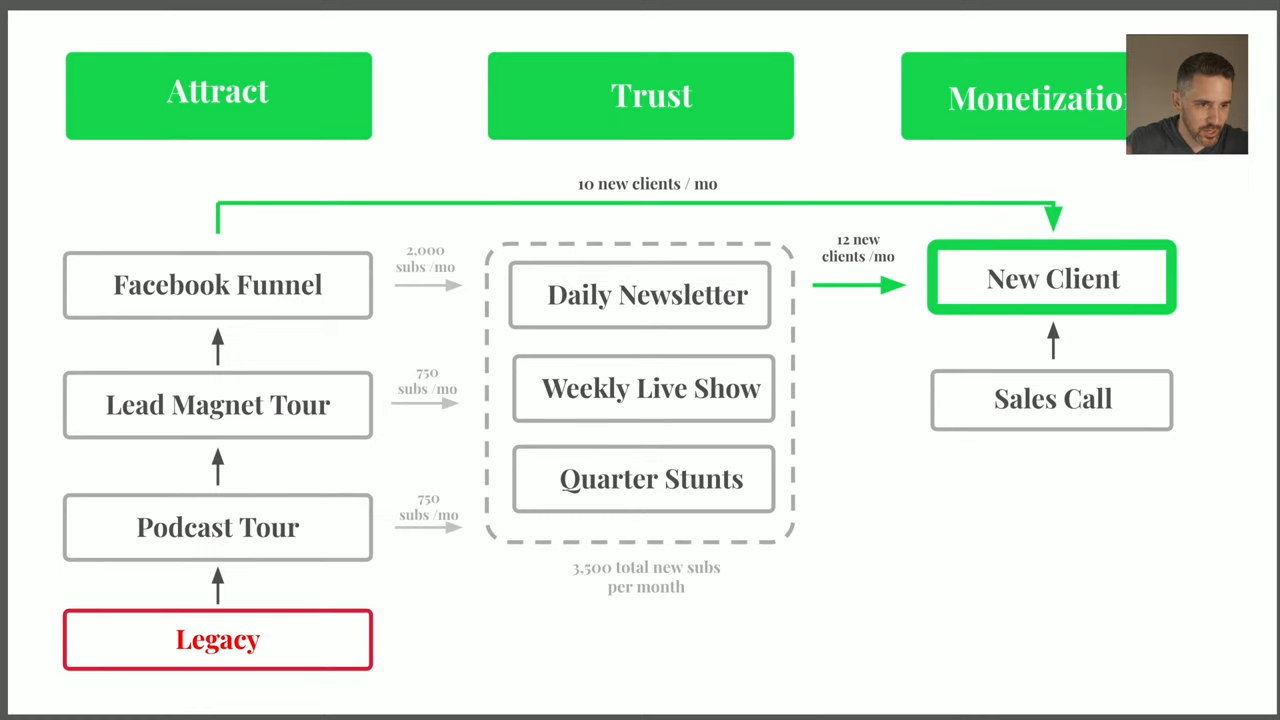 Attract
Trust
Monetizatio
10 new clients / mo
Facebook Funnel
2,000
subs /mo
Daily Newsletter
12 new
clients /mo
New Client
Lead Magnet Tour
750
subs /mo
Weekly Live Show
Sales Call
Podcast Tour
750
subs /mo
Quarter Stunts
3,500 total new subs
per month
Legacy